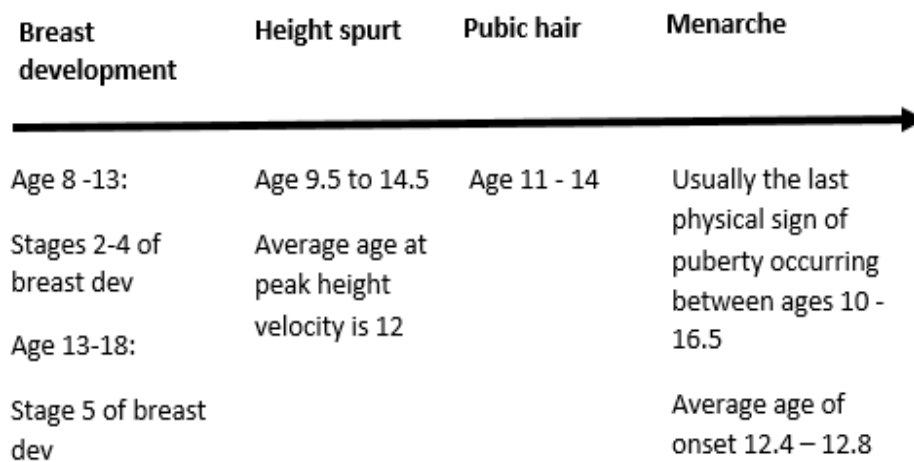 Breast
development
Height spurt
Pubic hair
Menarche
Age 8 -13:
Stages 2-4 of
breast dev
Age 13-18:
Stage 5 of breast
dev
Age 9.5 to 14.5
Average age at
peak height
velocity is 12
Age 11 - 14
Usually the last
physical sign of
puberty occurring
between ages 10 -
16.5
Average age of
onset 12.4 – 12.8